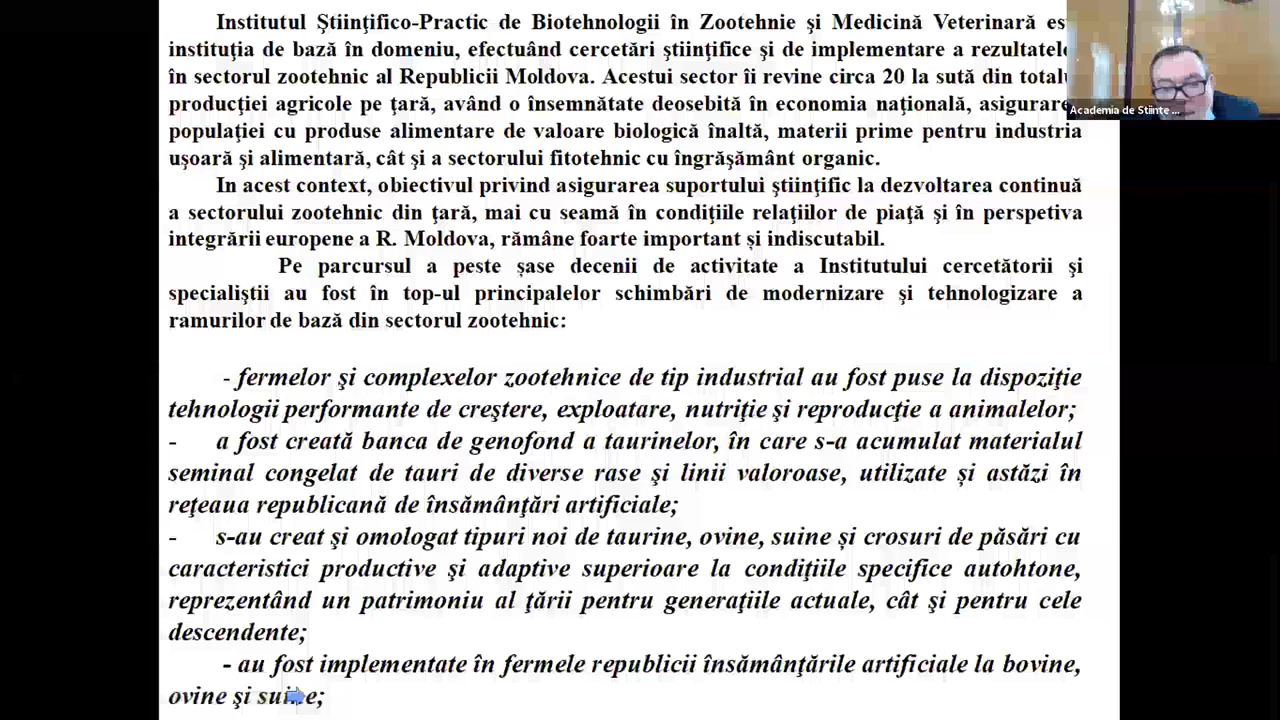 Institutul Ştiinţifico-Practic de Biotehnologii în Zootehnie şi Medicină Veterinară
instituţia de bază în domeniu, efectuând cercetări ştiinţifice şi de implementare a
în sectorul zootehnic al Republicii Moldova. Acestui sector îi revine circa 20 la sută din
producţiei agricole pe ţară, având o însemnătate deosebită în economia naţională,
Academia de Stiinte ...
populaţiei cu produse alimentare de valoare biologică înaltă, materii prime pentru industria
uşoară şi alimentară, cât şi a sectorului fitotehnic cu îngrăşământ organic.
In acest context, obiectivul privind asigurarea suportului ştiinţific la dezvoltarea continuă
a sectorului zootehnic din ţară, mai cu seamă în condiţiile relaţiilor de piaţă şi în perspetiva
integrării europene a R. Moldova, rămâne foarte important și indiscutabil.
Pe parcursul a peste șase decenii de activitate a Institutului cercetătorii şi
specialiştii au fost în top-ul principalelor schimbări de modernizare şi tehnologizare a
ramurilor de bază din sectorul zootehnic:
- fermelor şi complexelor zootehnice de tip industrial au fost puse la dispoziţie
tehnologii performante de creştere, exploatare, nutriţie şi reproducţie a animalelor;
- a fost creată banca de genofond a taurinelor, în care s-a acumulat materialul
seminal congelat de tauri de diverse rase şi linii valoroase, utilizate și astăzi în
reţeaua republicană de însămânţări artificiale;
- s-au creat şi omologat tipuri noi de taurine, ovine, suine și crosuri de păsări cu
caracteristici productive şi adaptive superioare la condiţiile specifice autohtone,
reprezentând un patrimoniu al ţării pentru generaţiile actuale, cât şi pentru cele
descendente;
- au fost implementate în fermele republicii însămânţările artificiale la bovine,
ovine şi suine;